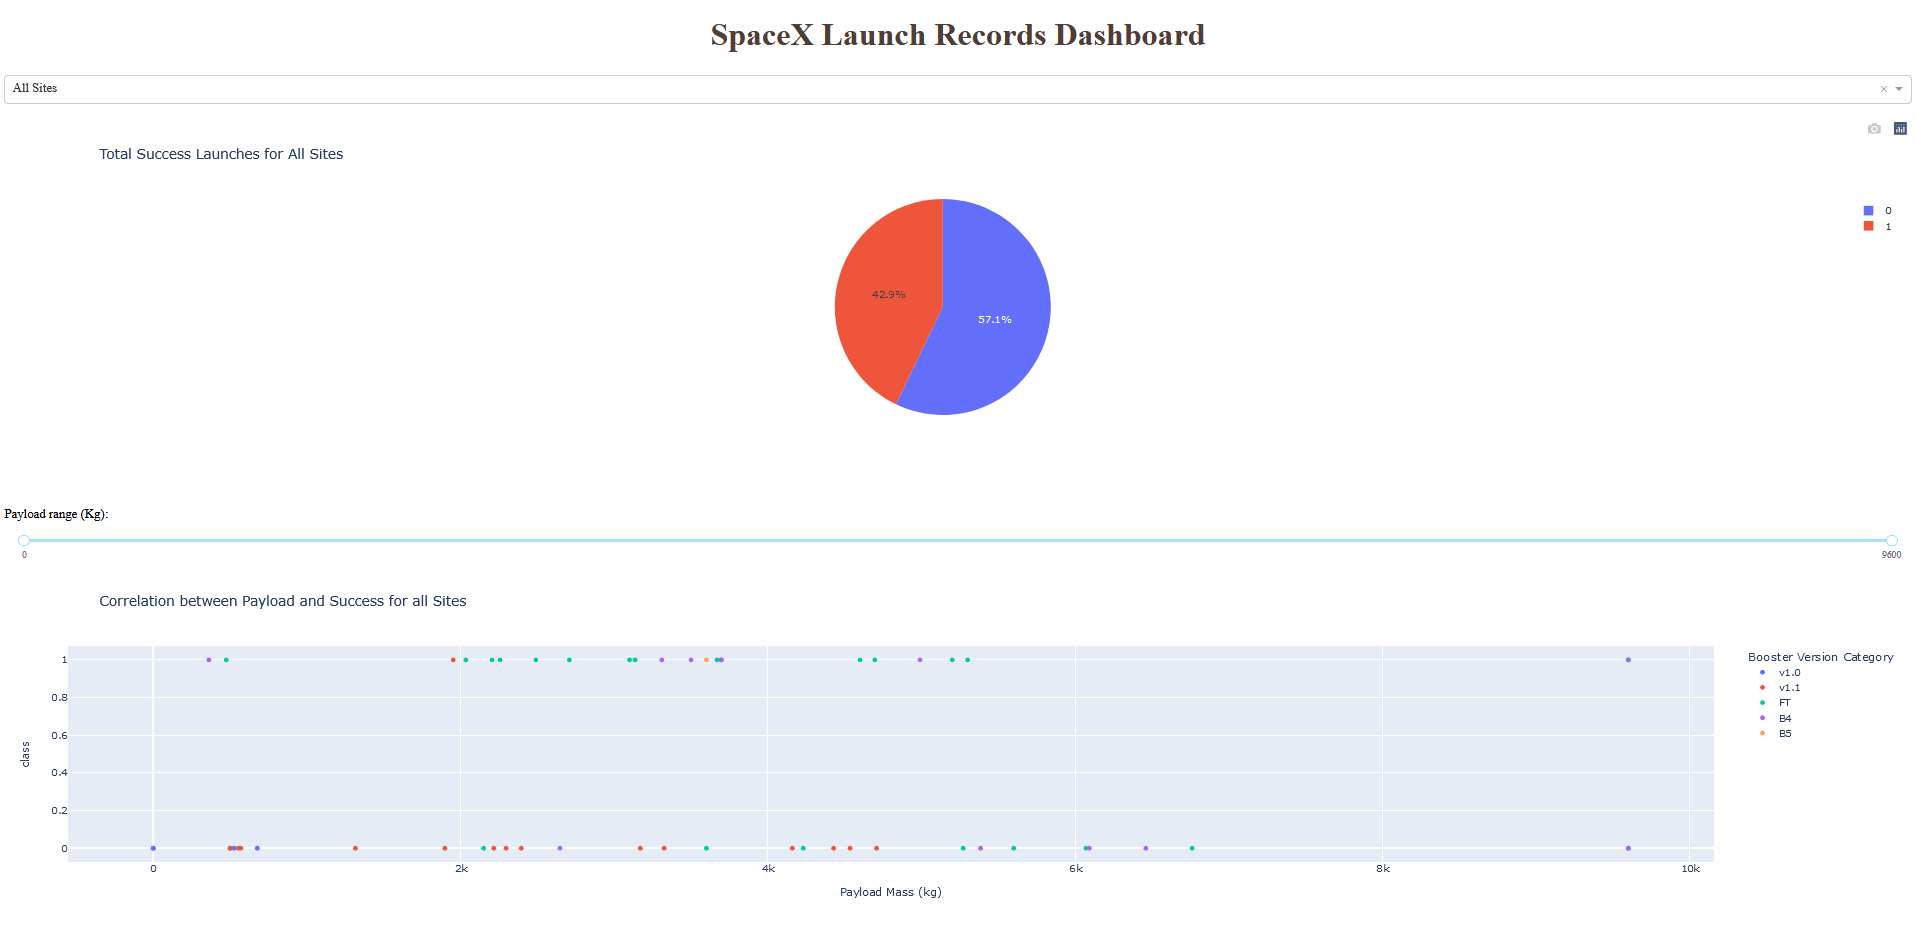 SpaceX Launch Records Dashboard
All Sites
Total Success Launches for All Sites
0
1
42.9%
57.1%
Payload range (Kg):
0
9600
Correlation between Payload and Success for all Sites
1
0.8
0.6
0.4
0.2
0
class
0
2k
4k
6k
8k
10k
Payload Mass (kg)
Booster Version Category
v1.0
v1.1
FT
B4
B5